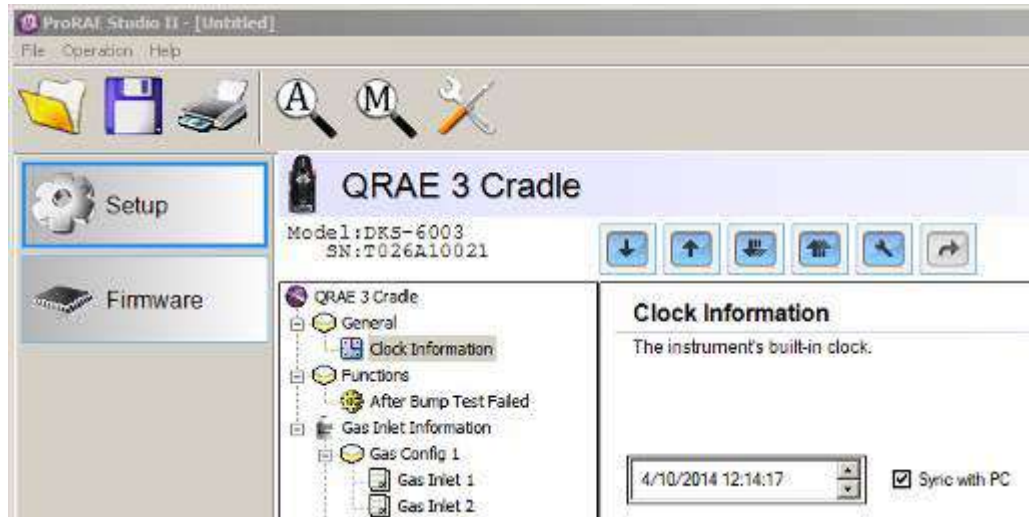 ProRAE Studio II - [Untitled]
File Operation Help
A M
Setup
Firmware
QRAE 3 Cradle
Model:DKS-6003
SN:T026A10021
QRAE 3 Cradle
General
Clock Information
Functions
After Bump Test Failed
Gas Inlet Information
Gas Config 1
Gas Inlet 1
Gas Inlet 2
Clock Information
The instrument's built-in clock.
4/10/2014 12:14:17
Sync with PC